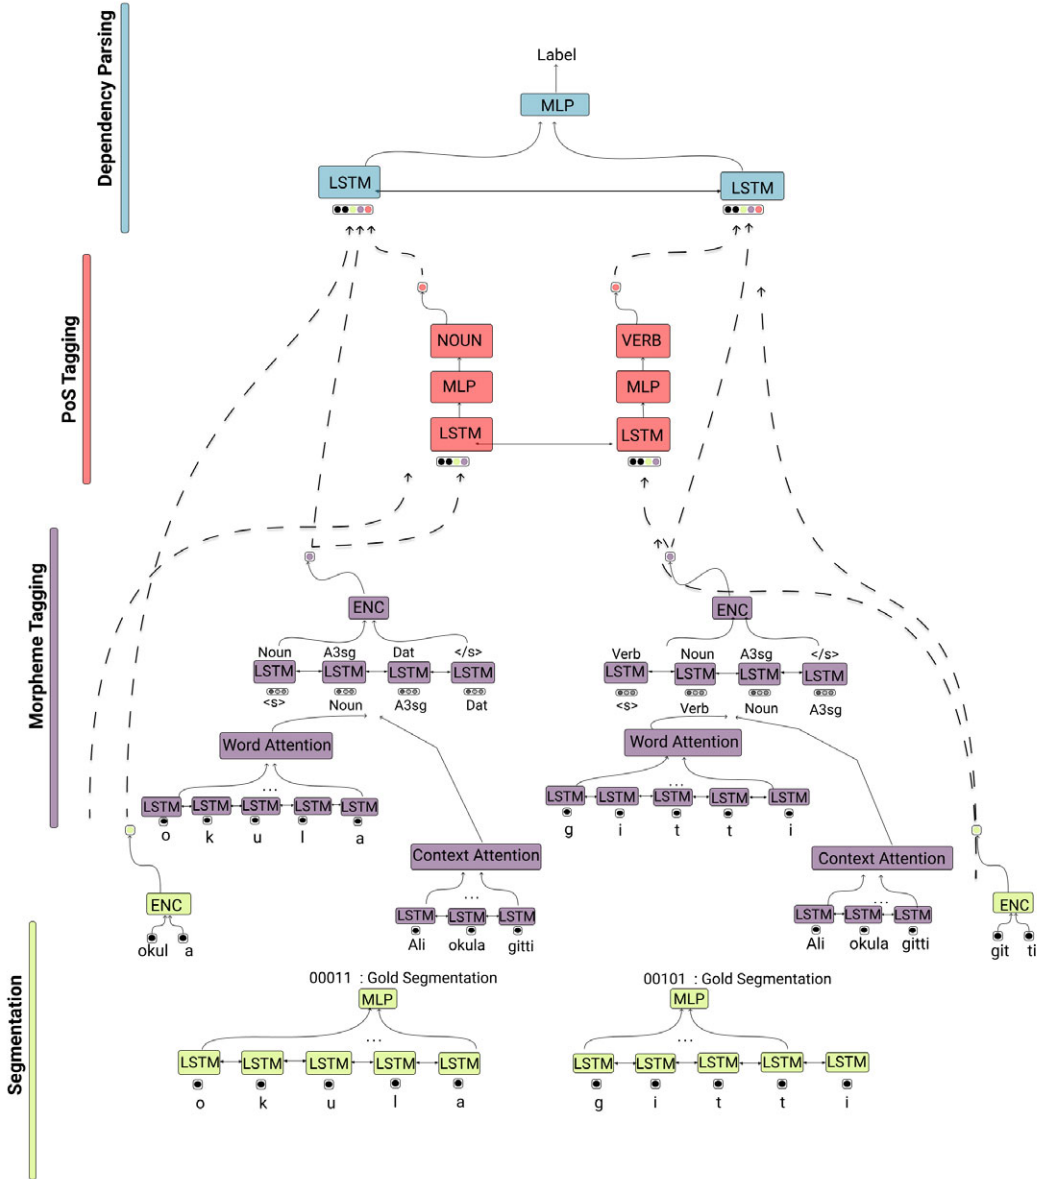 Dependency Parsing
Label
MLP
LSTM LSTM
PoS Tagging
NOUN VERB
MLP MLP
LSTM LSTM
Morpheme Tagging
ENC ENC
Noun A3sg Dat </s> Verb Noun A3sg </s>
LSTM LSTM LSTM LSTM LSTM LSTM LSTM LSTM
<s> Noun A3sg Dat <s> Verb Noun A3sg
Word Attention Word Attention
... ...
LSTM LSTM LSTM LSTM LSTM LSTM LSTM LSTM LSTM LSTM
o k u l a g i t t i
Context Attention Context Attention
... ...
ENC LSTM LSTM LSTM LSTM LSTM LSTM ENC
okul a Ali okula gitti Ali okula gitti git ti
Segmentation
00011 : Gold Segmentation 00101 : Gold Segmentation
MLP MLP
... ...
LSTM LSTM LSTM LSTM LSTM LSTM LSTM LSTM LSTM LSTM
o k u l a g i t t i